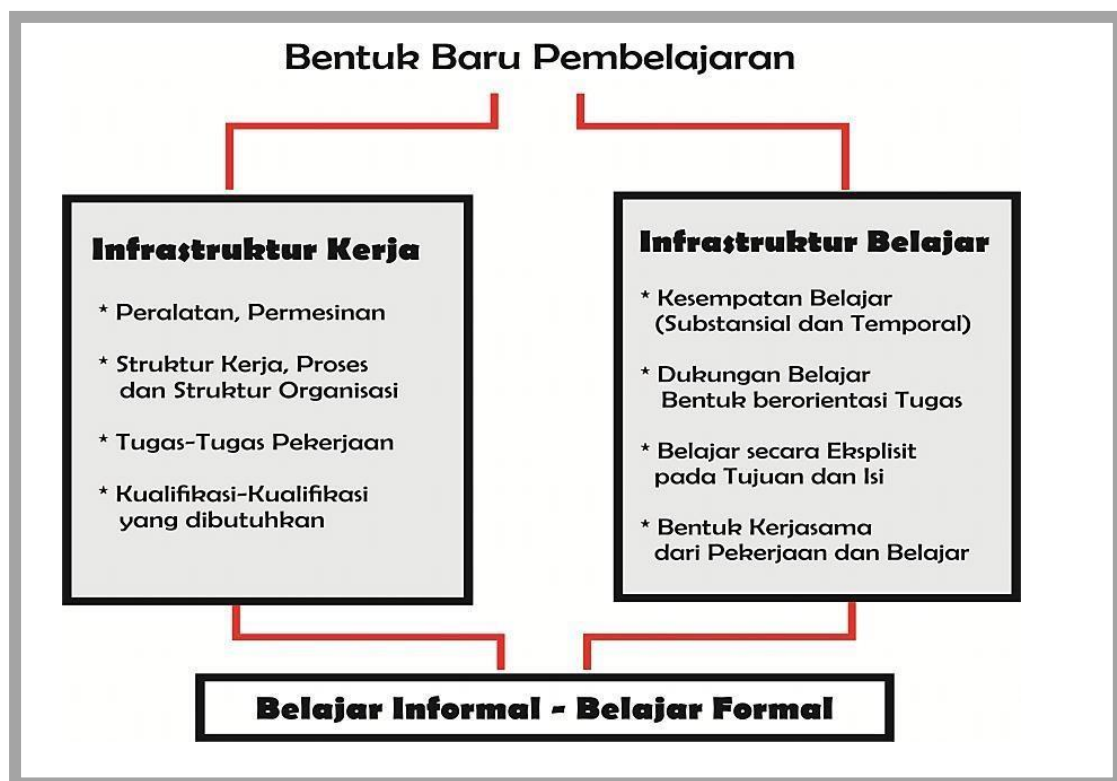 Bentuk Baru Pembelajaran
Infrastruktur Kerja
* Peralatan, Permesinan
* Struktur Kerja, Proses
dan Struktur Organisasi
* Tugas-Tugas Pekerjaan
* Kualifikasi-Kualifikasi
yang dibutuhkan
Infrastruktur Belajar
* Kesempatan Belajar
(Substansial dan Temporal)
* Dukungan Belajar
Bentuk berorientasi Tugas
* Belajar secara Eksplisit
pada Tujuan dan Isi
* Bentuk Kerjasama
dari Pekerjaan dan Belajar
Belajar Informal - Belajar Formal